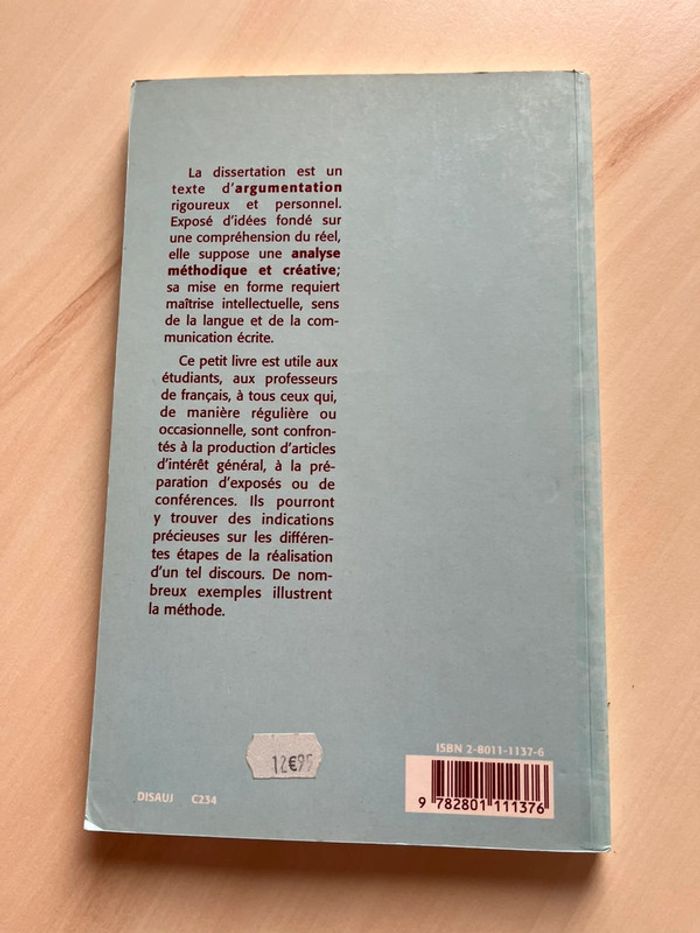 La dissertation est un
texte d'argumentation
rigoureux et personnel.
Exposé d'idées fondé sur
une compréhension du réel,
elle suppose une analyse
méthodique et créative;
sa mise en forme requiert
maîtrise intellectuelle, sens
de la langue et de la com-
munication écrite.
Ce petit livre est utile aux
étudiants, aux professeurs
de français, à tous ceux qui,
de manière régulière ou
occasionnelle, sont confron-
tés à la production d'articles
d'intérêt général, à la pré-
paration d'exposés ou de
conférences. Ils pourront
y trouver des indications
précieuses sur les différen-
tes étapes de la réalisation
d'un tel discours. De nom-
breux exemples illustrent
la méthode.
12€95
DISAUJ C234
ISBN 2-8011-1137-6
9 782801 111376